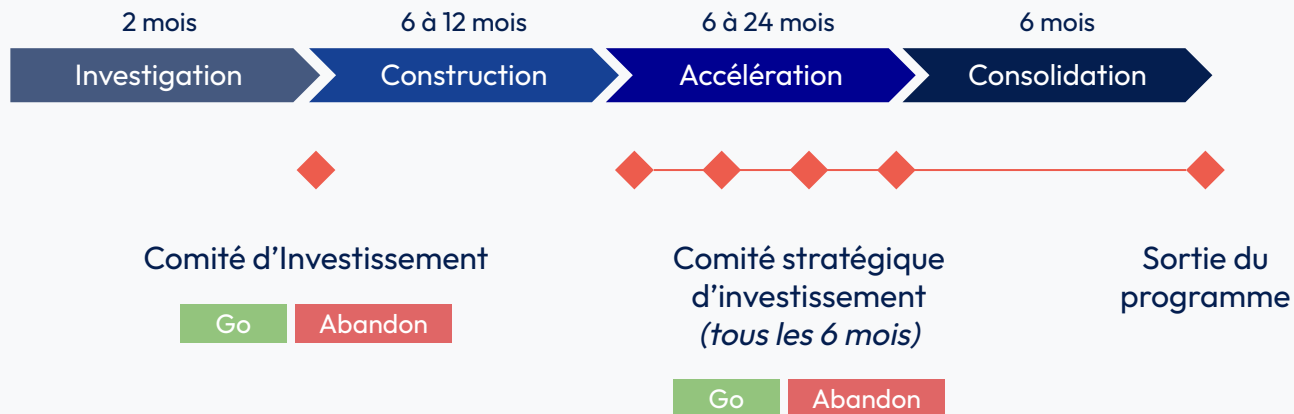 2 mois
6 à 12 mois
6 à 24 mois
6 mois
Investigation
Construction
Accélération
Consolidation
Comité d’Investissement
Go
Abandon
Comité stratégique
d’investissement
(tous les 6 mois)
Go
Abandon
Sortie du
programme